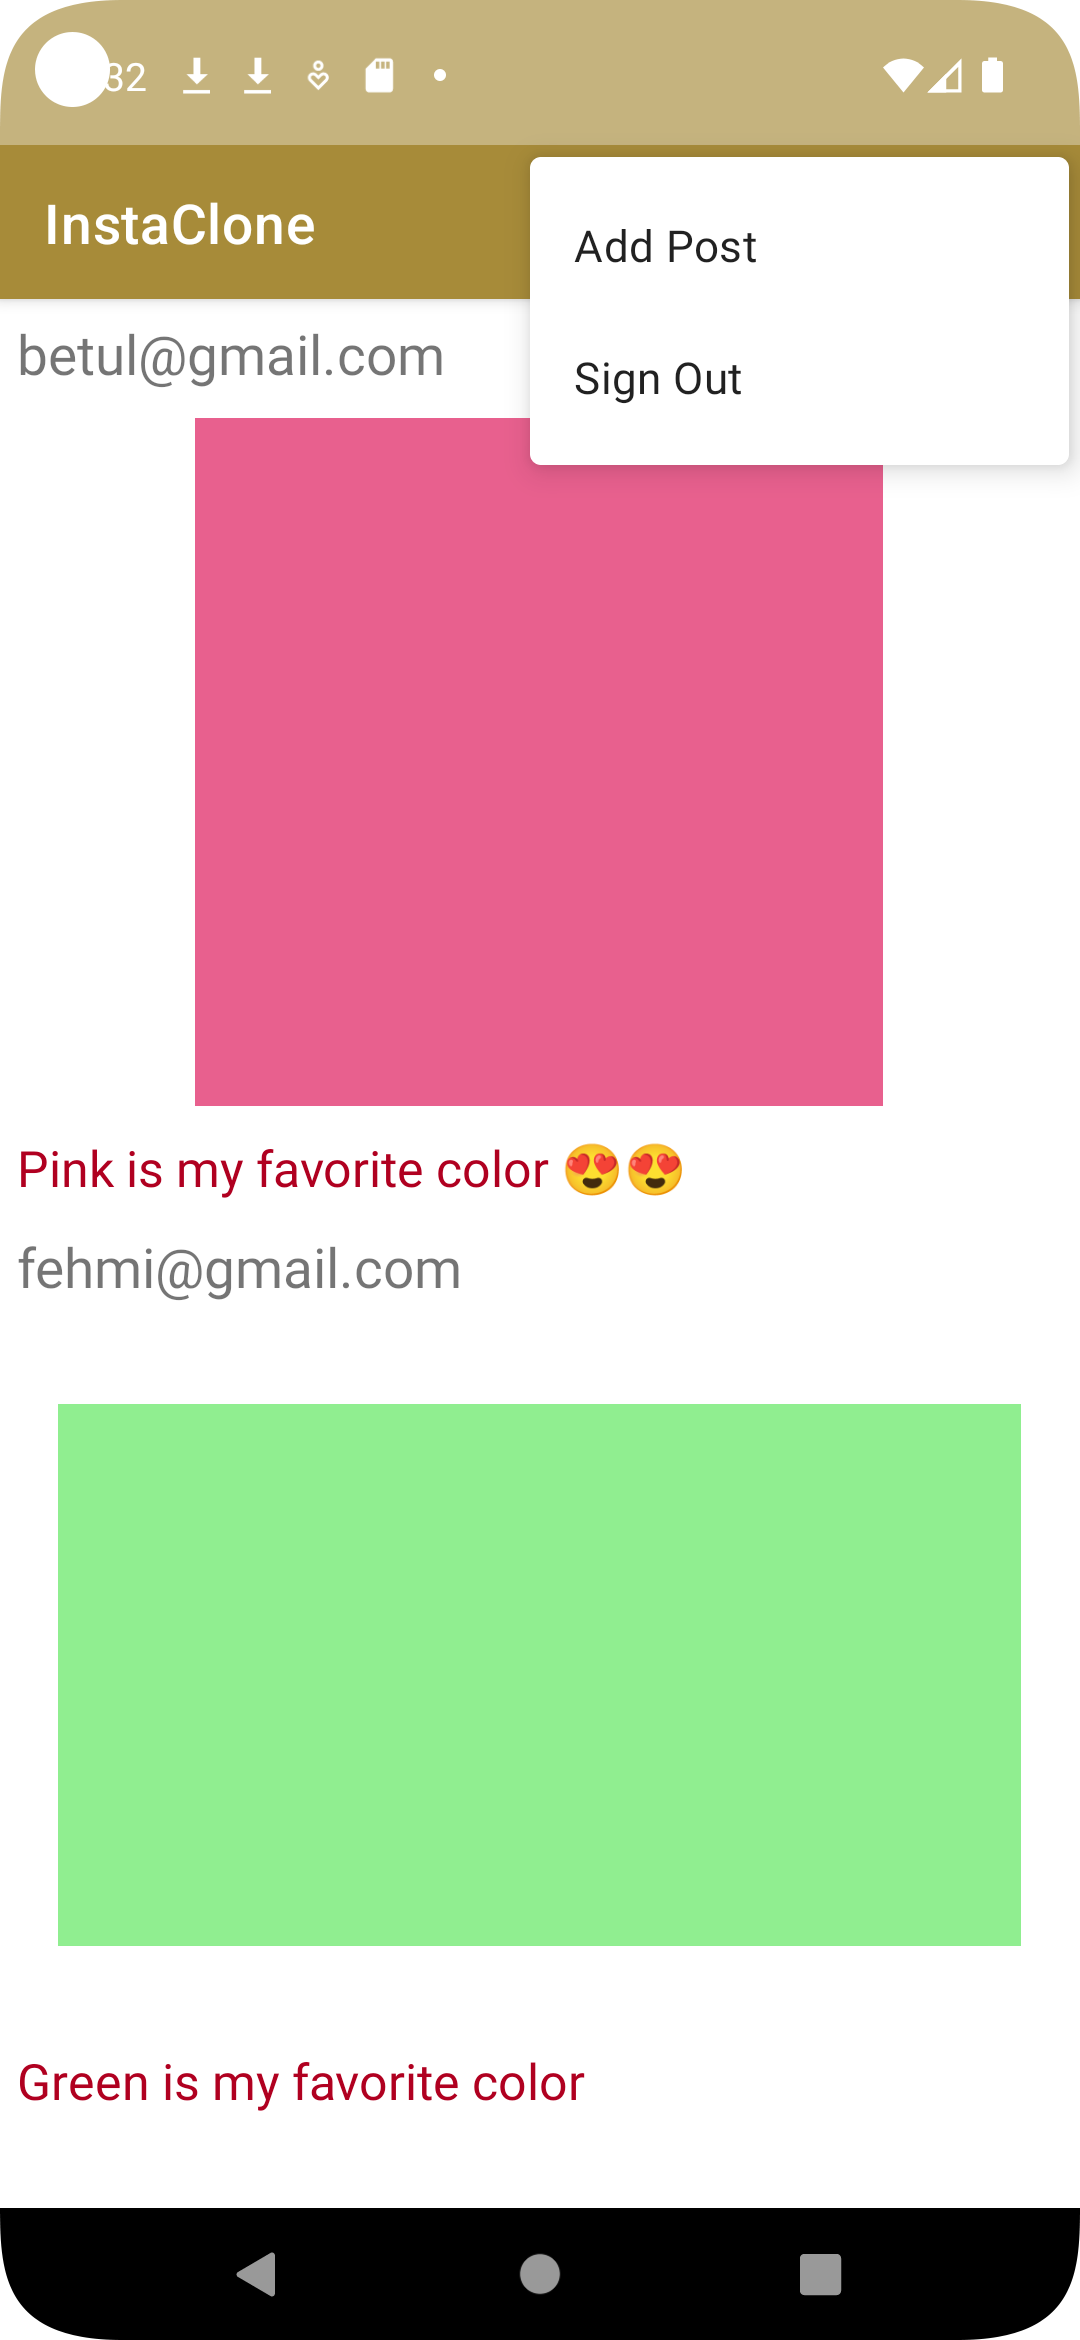 32
InstaClone
Add Post
Sign Out
betul@gmail.com
Pink is my favorite color 😍😍
fehmi@gmail.com
Green is my favorite color